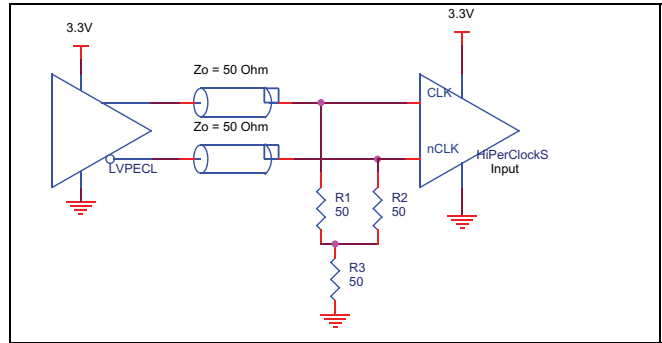 3.3V
3.3V
Zo = 50 Ohm
CLK
Zo = 50 Ohm
nCLK
LVPECL
HiPerClockS
Input
R1
50
R2
50
R3
50